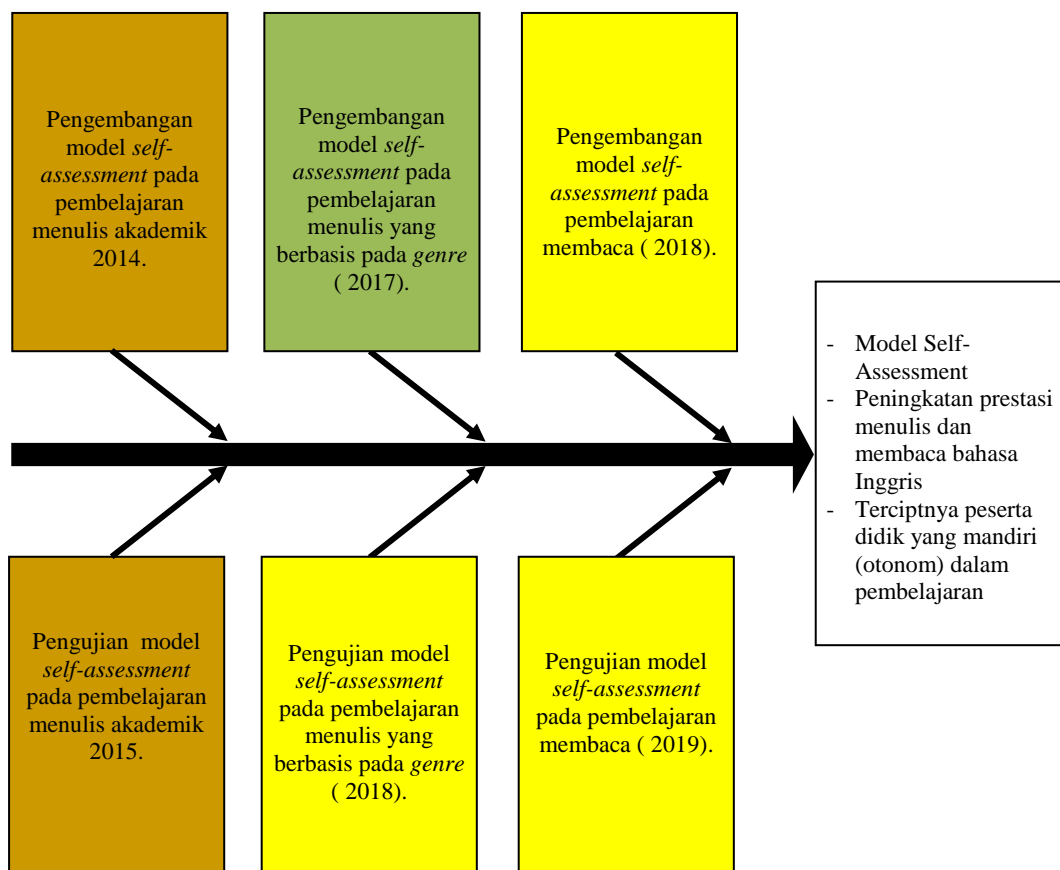 Pengembangan
model self-
assessment pada
pembelajaran
menulis akademik
2014.
Pengembangan
model self-
assessment pada
pembelajaran
menulis yang
berbasis pada genre
( 2017).
Pengembangan
model self-
assessment pada
pembelajaran
membaca ( 2018).
- Model Self-
Assessment
- Peningkatan prestasi
menulis dan
membaca bahasa
Inggris
- Terciptnya peserta
didik yang mandiri
(otonom) dalam
pembelajaran
Pengujian model
self-assessment
pada pembelajaran
menulis akademik
2015.
Pengujian model
self-assessment
pada pembelajaran
menulis yang
berbasis pada genre
( 2018).
Pengujian model
self-assessment
pada pembelajaran
membaca ( 2019).